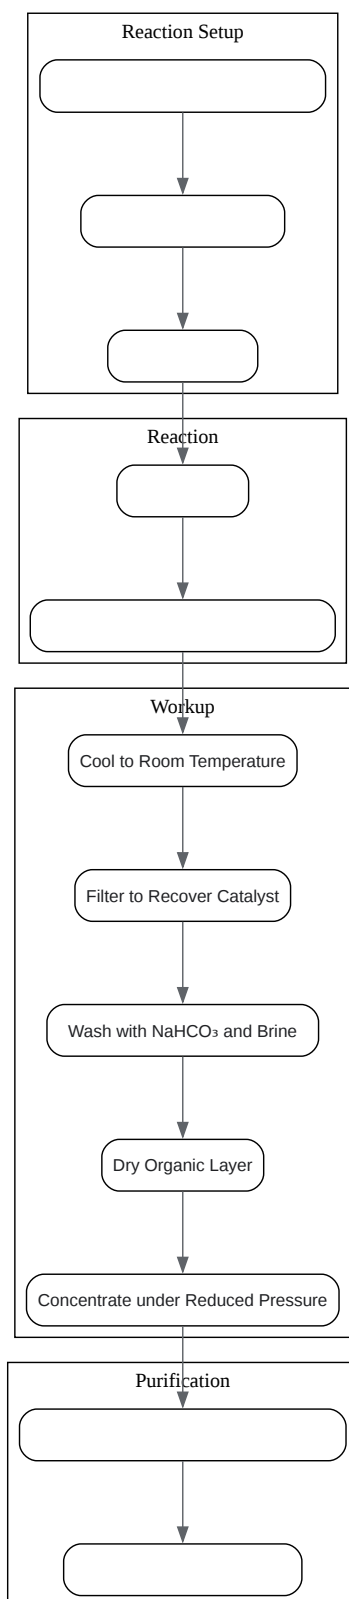 Reaction Setup
Reaction
Workup
Cool to Room Temperature
Filter to Recover Catalyst
Wash with NaHCO₃ and Brine
Dry Organic Layer
Concentrate under Reduced Pressure
Purification